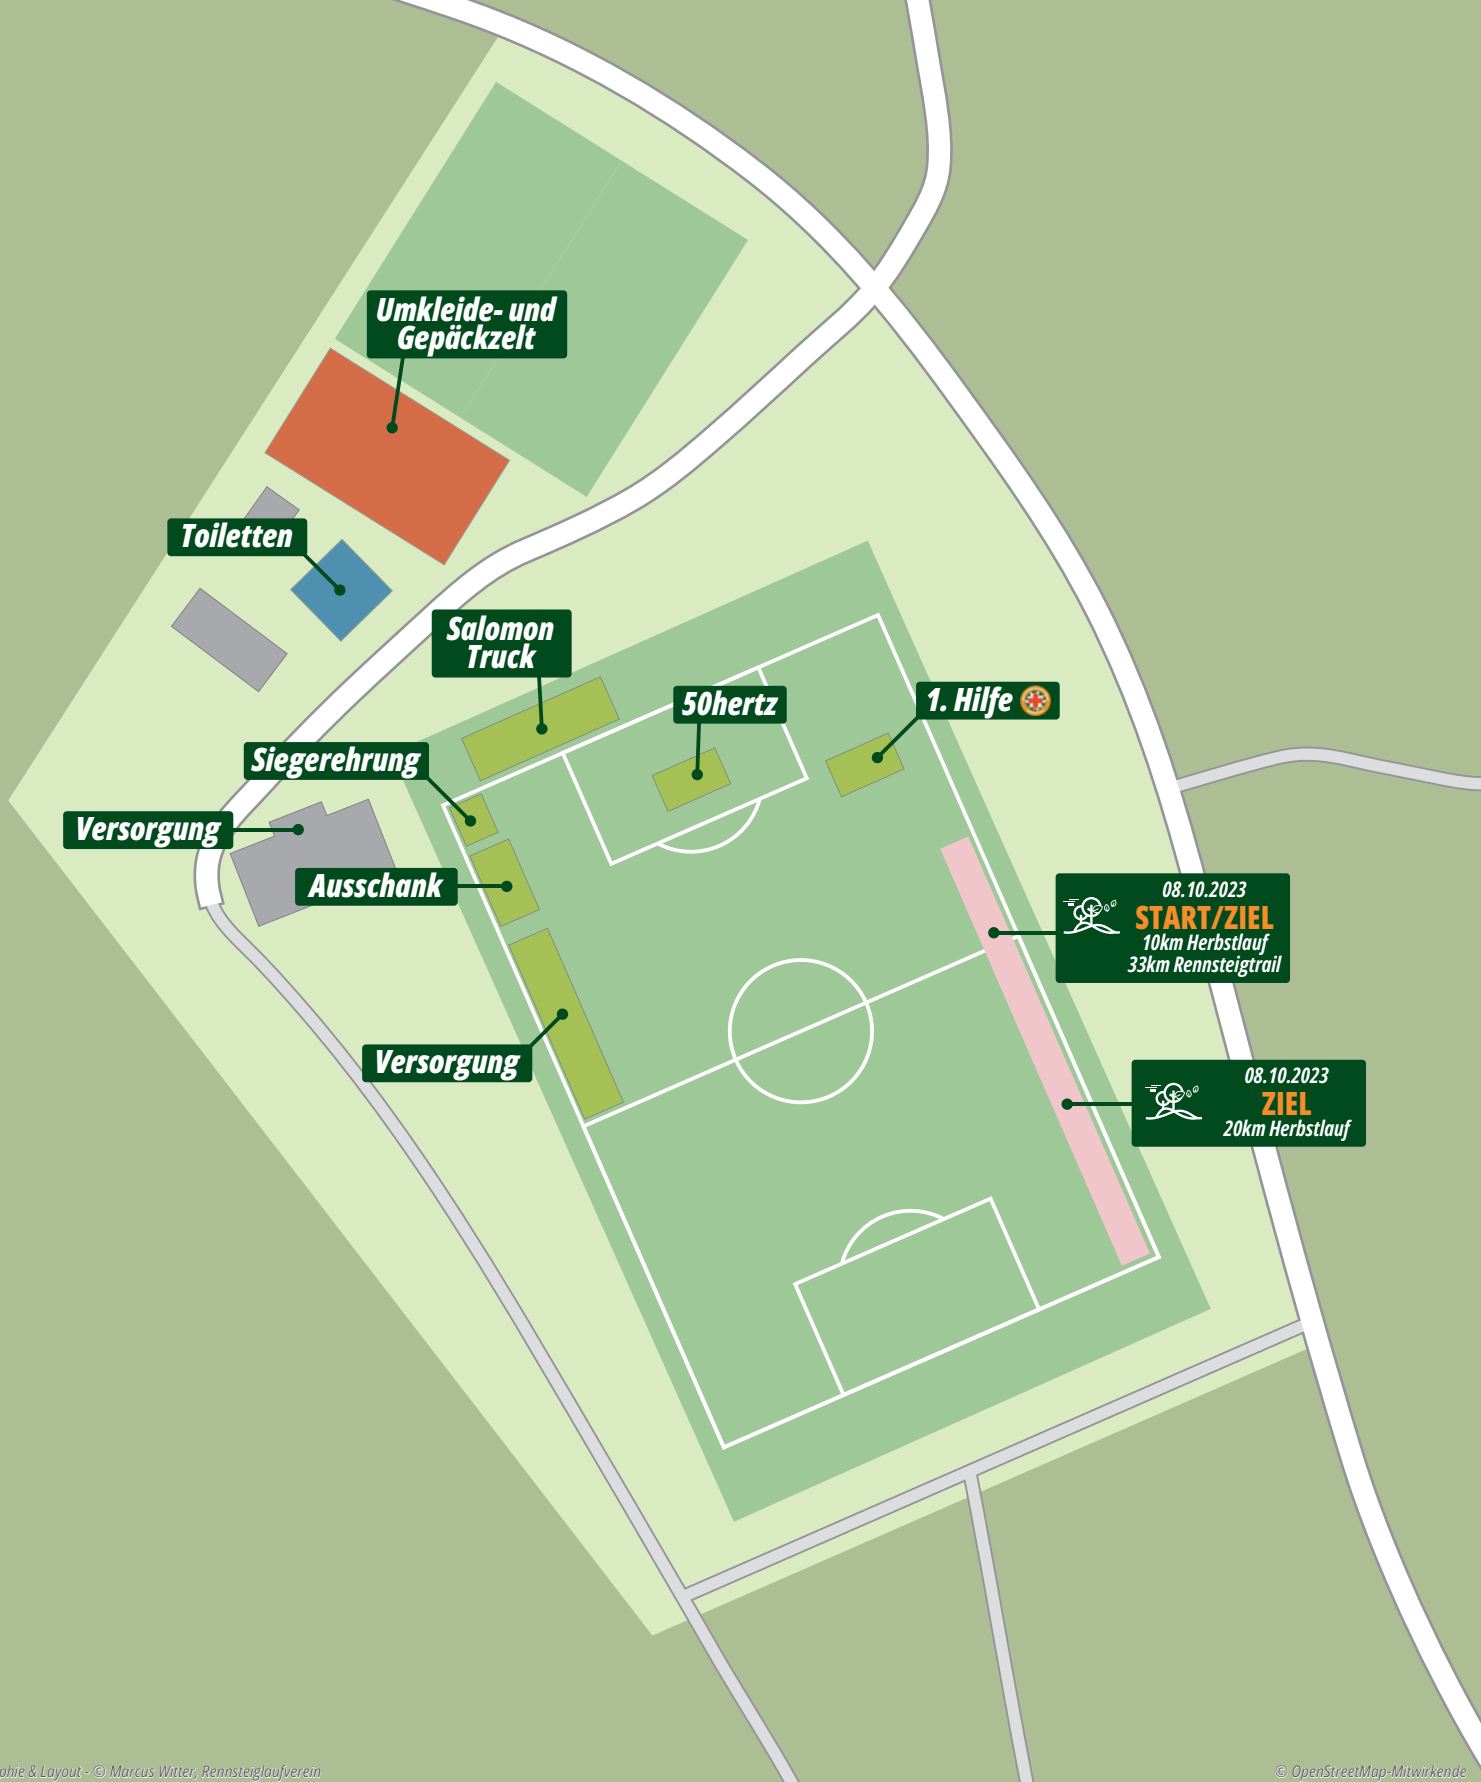 Umkleide- und
Gepäckzelt
Toiletten
Salomon
Truck
50hertz
1. Hilfe
Siegerehrung
Versorgung
Ausschank
08.10.2023
START/ZIEL
10km Herbstlauf
33km Rennsteigtrail
Versorgung
08.10.2023
ZIEL
20km Herbstlauf
phie & Layout - © Marcus Witter, Rennsteiglaufverein
© OpenStreetMap-Mitwirkende